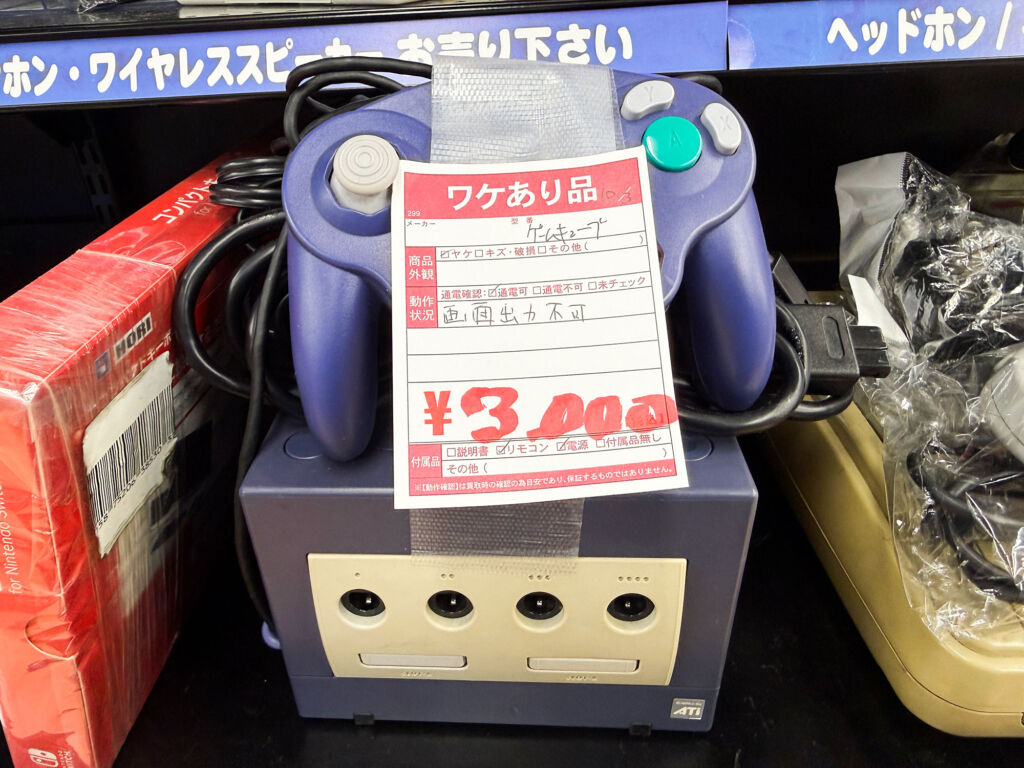 ホン・ワイヤレススピーカー お売り下さい
ヘッドホン/
Y
X
A
コンパクト
for
HORI
for Nintendo Switch
ワケあり品
299
メーカー
型番
ゲームキューブ
商品外観
☑ヤケ□キズ・破損□その他( )
動作状況
通電確認:☑通電可 □通電不可 □未チェック
画面出力不可
¥3,000
付属品
□説明書 ☑リモコン ☑電源 □付属品無し
その他( )
※【動作確認】は買取時の確認の為目安であり、保証するものではありません。
ATI